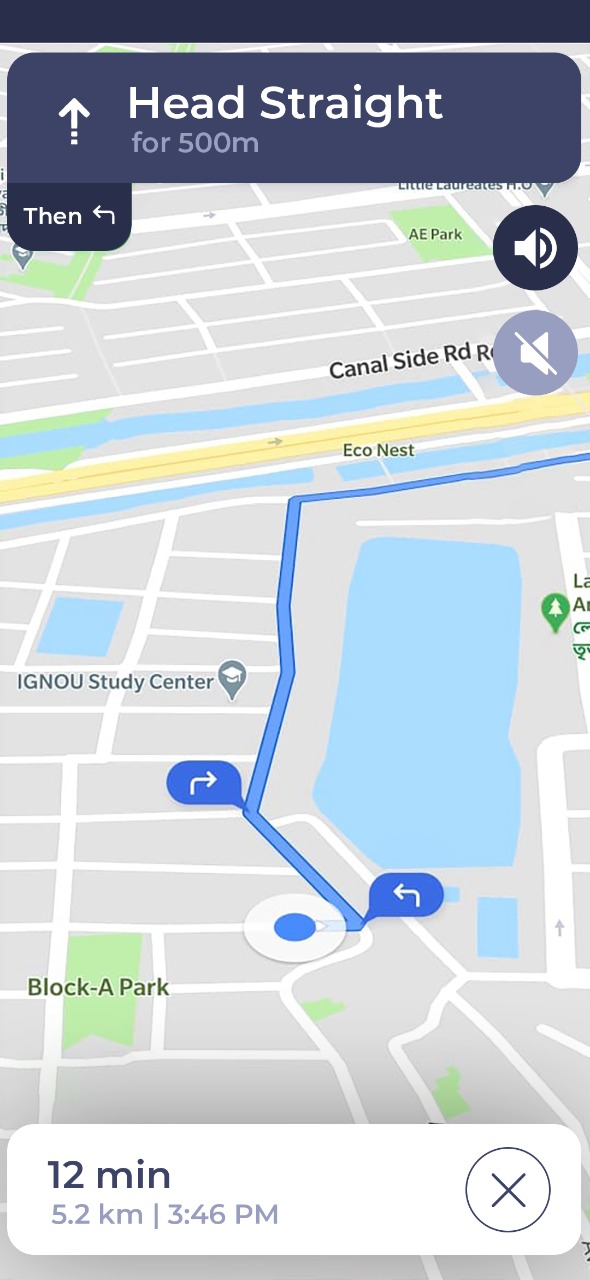 Head Straight
for 500m
Little Laureates H.O
Then
AE Park
Canal Side Rd
Eco Nest
La
IGNOU Study Center
Block-A Park
12 min
5.2 km | 3:46 PM